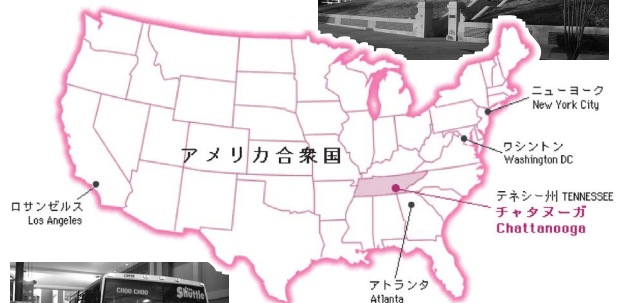 ニューヨーク
New York City
ワシントン
Washington DC
アメリカ合衆国
テネシー州 TENNESSEE
チャタヌーガ
Chattanooga
ロサンゼルス
Los Angeles
アトランタ
Atlanta
CHOO CHOO
Shuttle